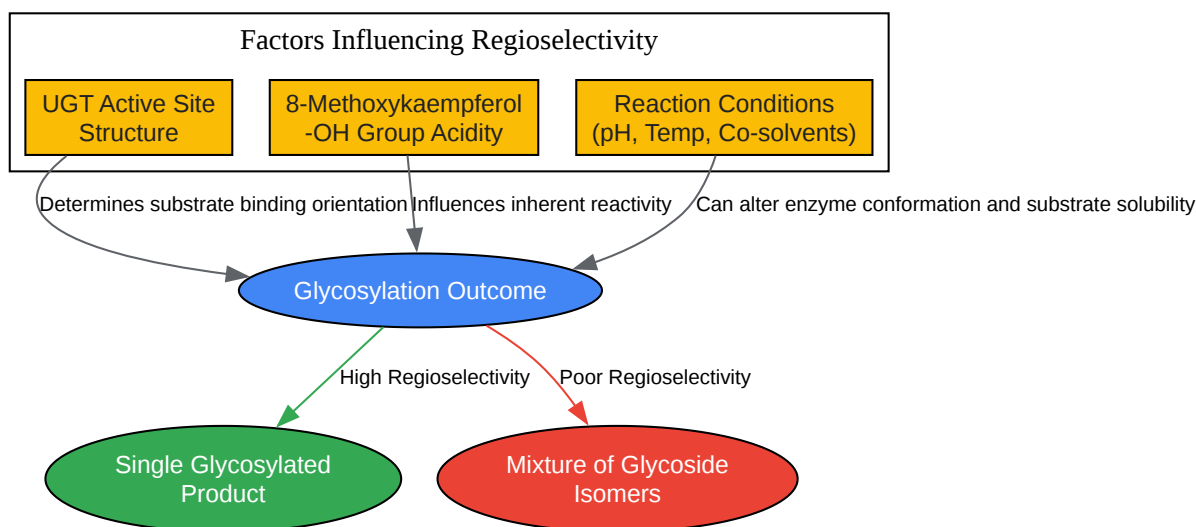 Factors Influencing Regioselectivity
UGT Active Site
Structure
8-Methoxykaempferol
-OH Group Acidity
Reaction Conditions
(pH, Temp, Co-solvents)
Determines substrate binding orientation
Influences inherent reactivity
Can alter enzyme conformation and substrate solubility
Glycosylation Outcome
High Regioselectivity
Poor Regioselectivity
Single Glycosylated
Product
Mixture of Glycoside
Isomers